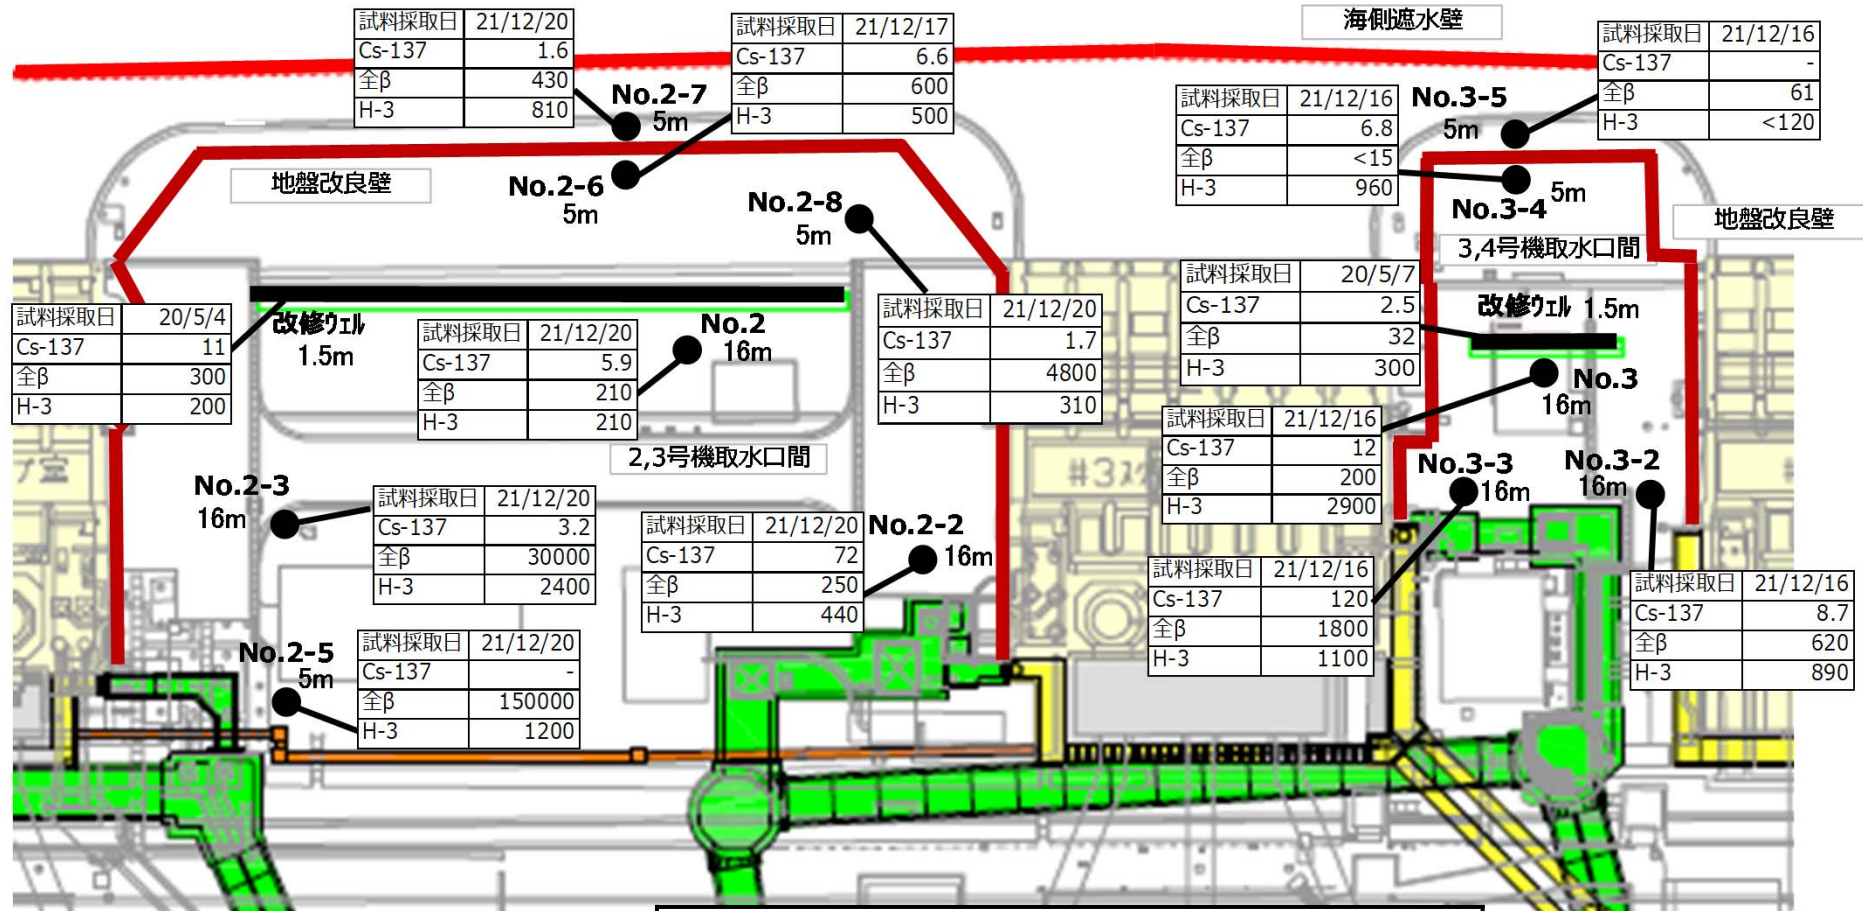 海側遮水壁
試料採取日 21/12/20
Cs-137 1.6
全β 430
H-3 810
No.2-7
5m
試料採取日 21/12/17
Cs-137 6.6
全β 600
H-3 500
No.2-6
5m
試料採取日 21/12/16
Cs-137 -
全β 61
H-3 <120
No.3-5
5m
試料採取日 21/12/16
Cs-137 6.8
全β <15
H-3 960
No.3-4
5m
地盤改良壁
No.2-8
5m
地盤改良壁
3,4号機取水口間
試料採取日 20/5/4
Cs-137 11
全β 300
H-3 200
改修ウェル
1.5m
試料採取日 21/12/20
Cs-137 5.9
全β 210
H-3 210
No.2
16m
試料採取日 21/12/20
Cs-137 1.7
全β 4800
H-3 310
試料採取日 20/5/7
Cs-137 2.5
全β 32
H-3 300
改修ウェル 1.5m
No.3
16m
試料採取日 21/12/16
Cs-137 12
全β 200
H-3 2900
2,3号機取水口間
#3ｽｸ
プ室
No.2-3
16m
試料採取日 21/12/20
Cs-137 3.2
全β 30000
H-3 2400
試料採取日 21/12/20
Cs-137 72
全β 250
H-3 440
No.2-2
16m
No.3-3
16m
No.3-2
16m
試料採取日 21/12/16
Cs-137 120
全β 1800
H-3 1100
試料採取日 21/12/16
Cs-137 8.7
全β 620
H-3 890
No.2-5
5m
試料採取日 21/12/20
Cs-137 -
全β 150000
H-3 1200